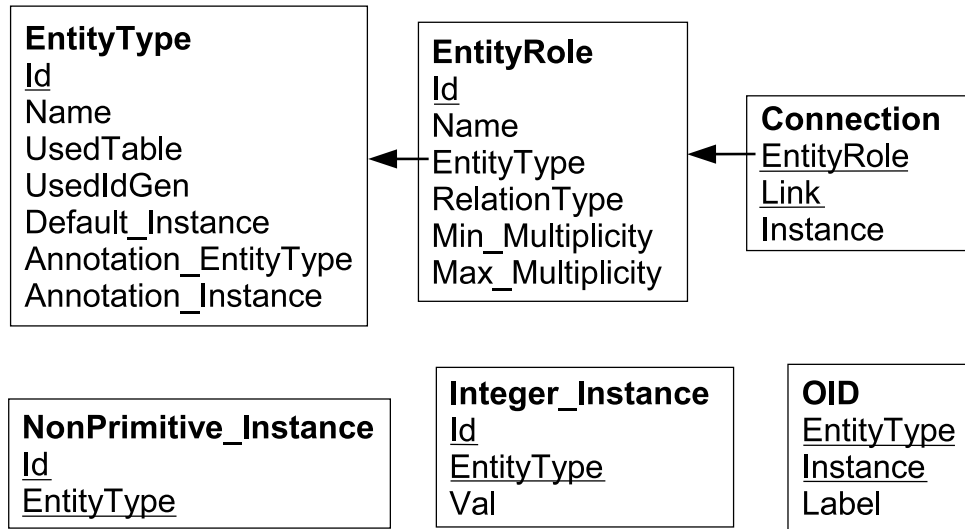 EntityType
Id
Name
UsedTable
UsedIdGen
Default_Instance
Annotation_EntityType
Annotation_Instance
EntityRole
Id
Name
EntityType
RelationType
Min_Multiplicity
Max_Multiplicity
Connection
EntityRole
Link
Instance
NonPrimitive_Instance
Id
EntityType
Integer_Instance
Id
EntityType
Val
OID
EntityType
Instance
Label